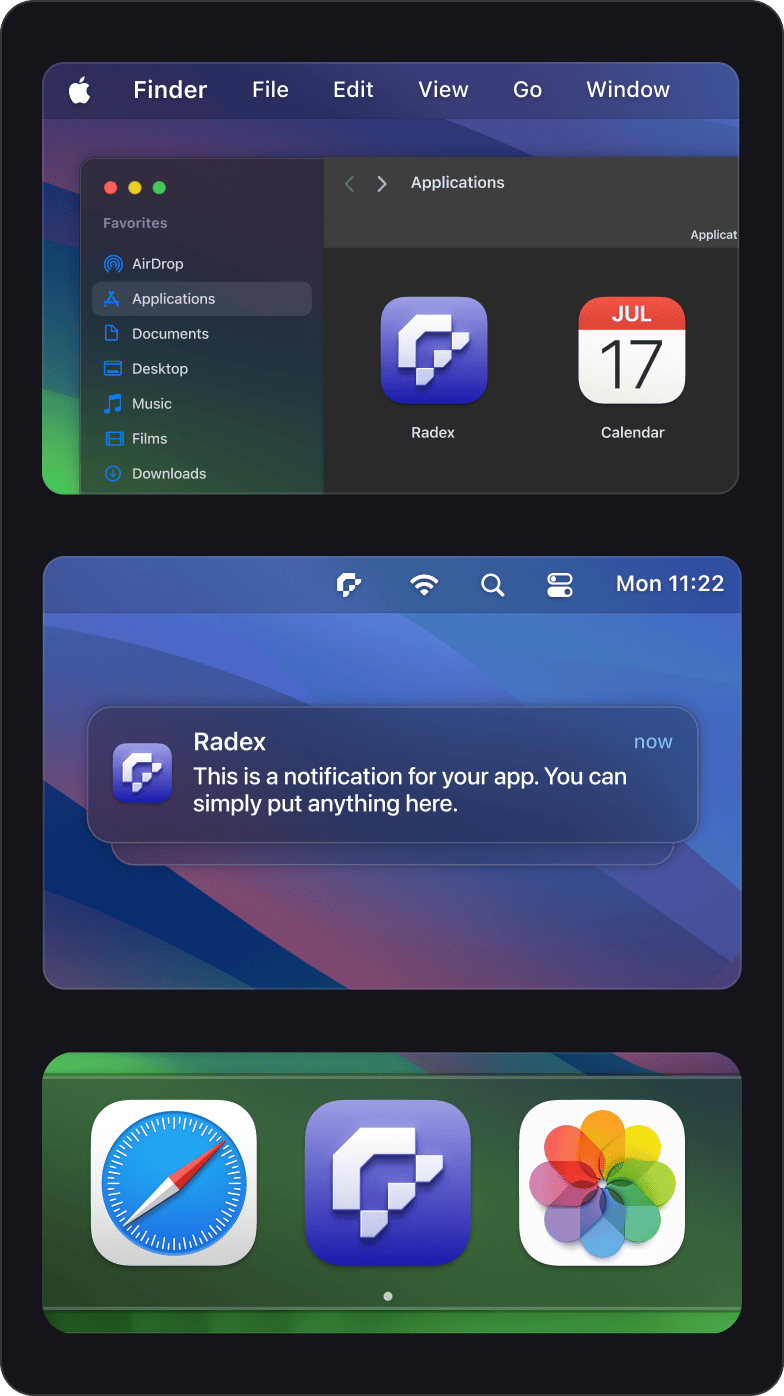 Finder File Edit View Go Window
Applications
Favorites
Applicat
AirDrop
Applications
Documents
Desktop
Music
Films
Downloads
JUL
17
Radex
Calendar
Mon 11:22
Radex
now
This is a notification for your app. You can
simply put anything here.